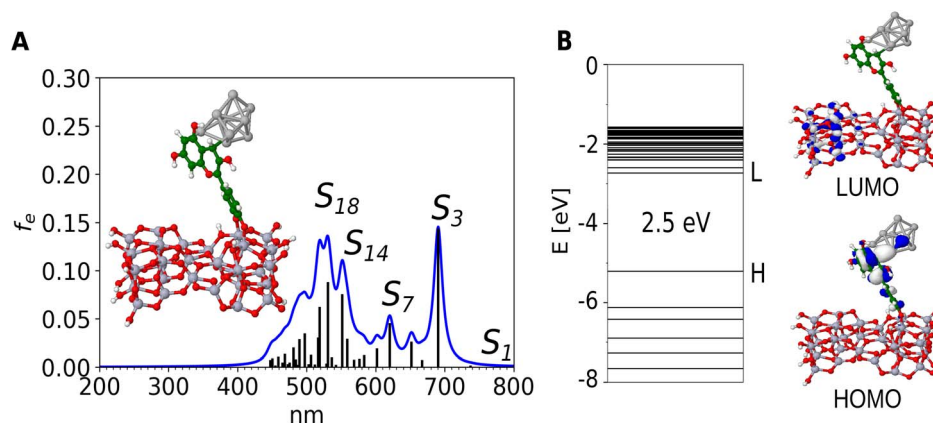 A
0.30
0.25
0.20
0.15
0.10
0.05
0.00
f_e
200 300 400 500 600 700 800
nm
S_18
S_14
S_7
S_3
S_1
B
0
-2
-4
-6
-8
E [eV]
2.5 eV
L
H
LUMO
HOMO